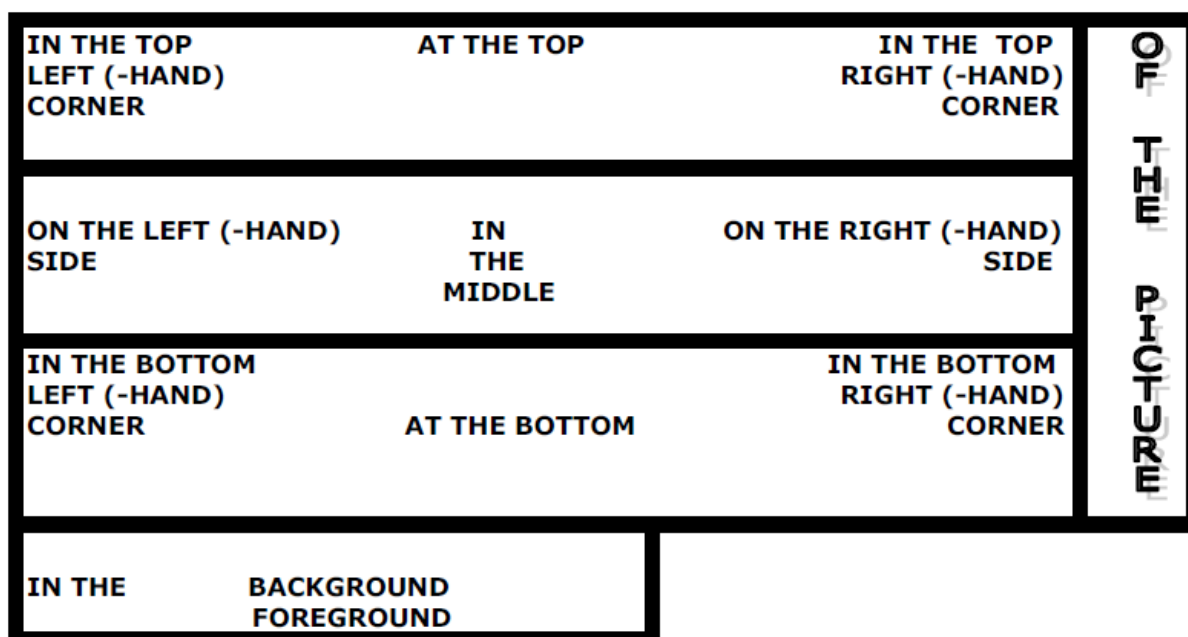 IN THE TOP AT THE TOP IN THE TOP
LEFT (-HAND) RIGHT (-HAND)
CORNER CORNER
ON THE LEFT (-HAND) IN ON THE RIGHT (-HAND)
SIDE THE SIDE
MIDDLE
IN THE BOTTOM IN THE BOTTOM
LEFT (-HAND) RIGHT (-HAND)
CORNER AT THE BOTTOM CORNER
IN THE BACKGROUND
FOREGROUND
OF THE PICTURE